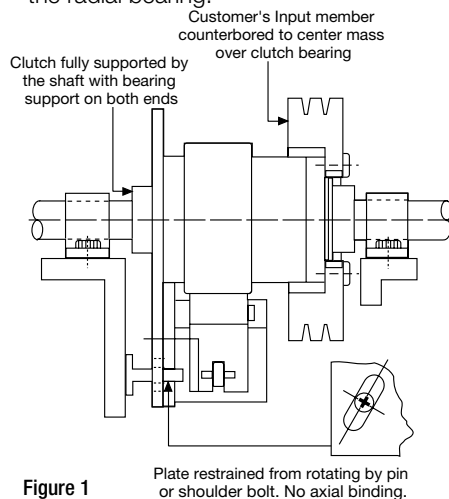 the radial bearing.
Customer's Input member
counterbored to center mass
over clutch bearing
Clutch fully supported by
the shaft with bearing
support on both ends
Figure 1
Plate restrained from rotating by pin
or shoulder bolt. No axial binding.